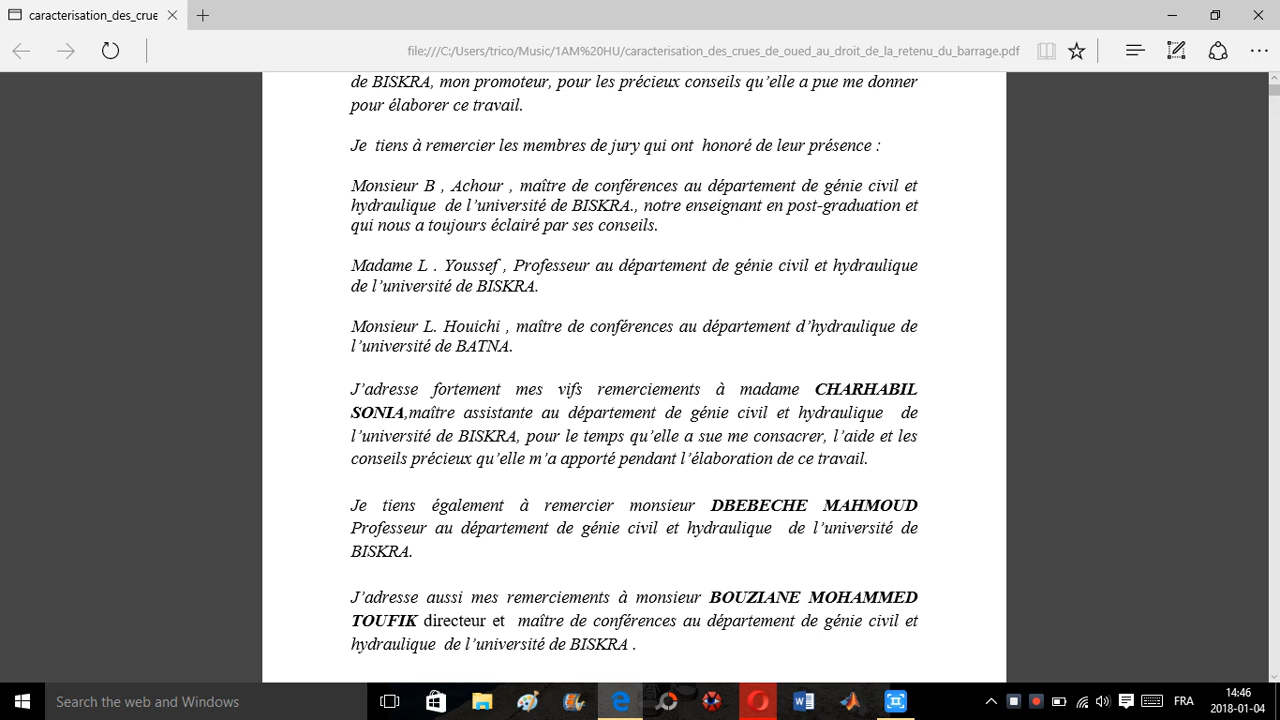 caracterisation_des_crue
file:///C:/Users/trico/Music/1AM%20HU/caracterisation_des_crues_de_oued_au_droit_de_la_retenu_du_barrage.pdf
de BISKRA, mon promoteur, pour les précieux conseils qu’elle a pue me donner
pour élaborer ce travail.
Je tiens à remercier les membres de jury qui ont honoré de leur présence :
Monsieur B , Achour , maître de conférences au département de génie civil et
hydraulique de l’université de BISKRA., notre enseignant en post-graduation et
qui nous a toujours éclairé par ses conseils.
Madame L . Youssef , Professeur au département de génie civil et hydraulique
de l’université de BISKRA.
Monsieur L. Houichi , maître de conférences au département d’hydraulique de
l’université de BATNA.
J’adresse fortement mes vifs remerciements à madame CHARHABIL
SONIA,maître assistante au département de génie civil et hydraulique de
l’université de BISKRA, pour le temps qu’elle a sue me consacrer, l’aide et les
conseils précieux qu’elle m’a apporté pendant l’élaboration de ce travail.
Je tiens également à remercier monsieur DBEBECHE MAHMOUD
Professeur au département de génie civil et hydraulique de l’université de
BISKRA.
J’adresse aussi mes remerciements à monsieur BOUZIANE MOHAMMED
TOUFIK directeur et maître de conférences au département de génie civil et
hydraulique de l’université de BISKRA .
Search the web and Windows
FRA
14:46
2018-01-04